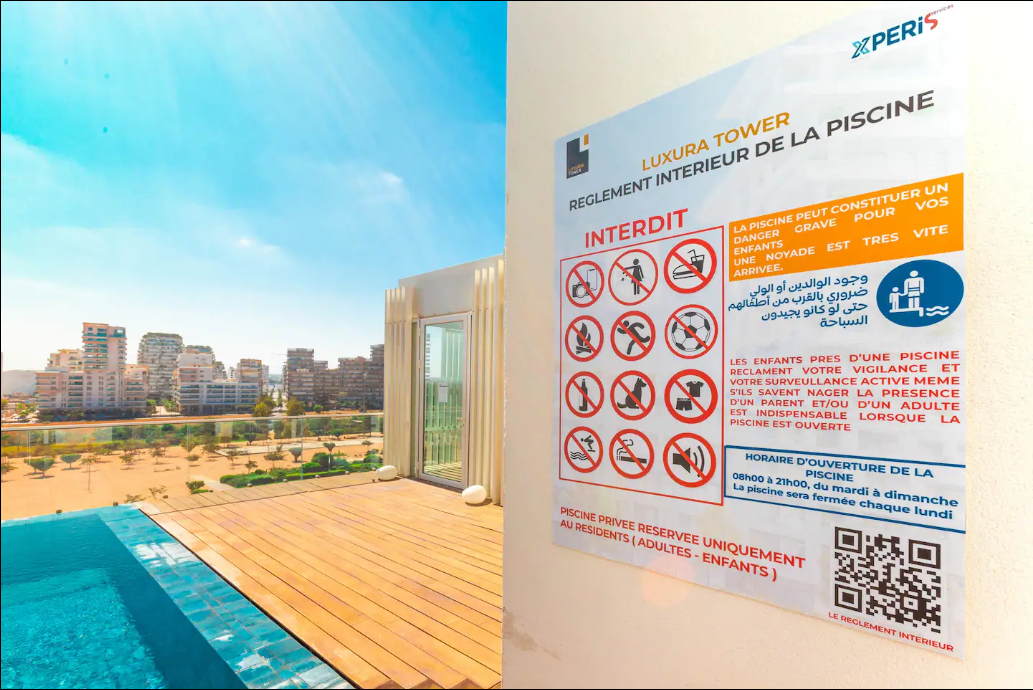 XPERiS
services
LUXURA
TOWER
LUXURA TOWER
REGLEMENT INTERIEUR DE LA PISCINE
INTERDIT
LA PISCINE PEUT CONSTITUER UN
DANGER GRAVE POUR VOS
ENFANTS
UNE NOYADE EST TRES VITE
ARRIVEE.
وجود الوالدين أو الولي
ضروري بالقرب من أطفالهم
حتى لو كانو يجيدون
السباحة
LES ENFANTS PRES D'UNE PISCINE
RECLAMENT VOTRE VIGILANCE ET
VOTRE SURVEULLANCE ACTIVE MEME
S'ILS SAVENT NAGER LA PRESENCE
D'UN PARENT ET/OU D'UN ADULTE
EST INDISPENSABLE LORSQUE LA
PISCINE EST OUVERTE
HORAIRE D'OUVERTURE DE LA
PISCINE
08h00 à 21h00, du mardi à dimanche
La piscine sera fermée chaque lundi
PISCINE PRIVEE RESERVEE UNIQUEMENT
AU RESIDENTS ( ADULTES - ENFANTS )
LE REGLEMENT INTERIEUR